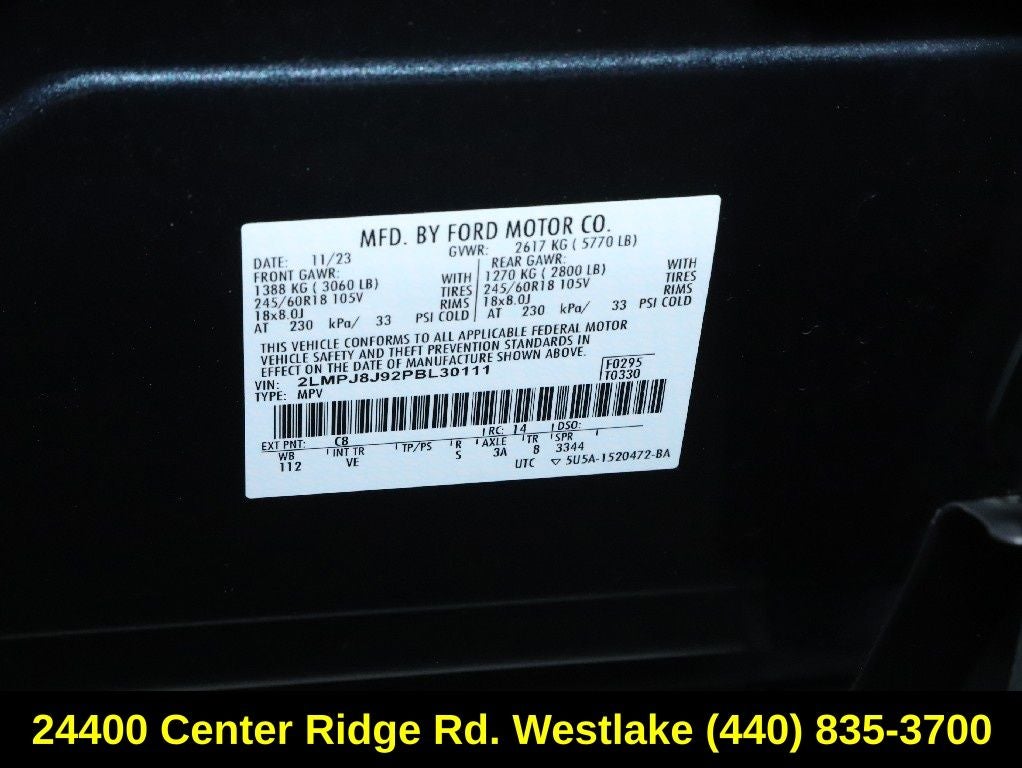 MFD. BY FORD MOTOR CO.
DATE: 11/23 GVWR: 2617 KG ( 5770 LB)
FRONT GAWR: WITH REAR GAWR: WITH
1388 KG ( 3060 LB) TIRES 1270 KG ( 2800 LB) TIRES
245/60R18 105V RIMS 245/60R18 105V RIMS
18x8.0J 18x8.0J
AT 230 kPa/ 33 PSI COLD AT 230 kPa/ 33 PSI COLD
THIS VEHICLE CONFORMS TO ALL APPLICABLE FEDERAL MOTOR
VEHICLE SAFETY AND THEFT PREVENTION STANDARDS IN
EFFECT ON THE DATE OF MANUFACTURE SHOWN ABOVE.
VIN: 2LMPJ8J92PBL30111 F0295
TYPE: MPV T0330
EXT PNT: C8 RC: 14 DSO:
WB INT TR TP/PS R AXLE TR SPR
112 VE S 3A 8 3344
UTC ▽ 5U5A-1520472-BA
24400 Center Ridge Rd. Westlake (440) 835-3700